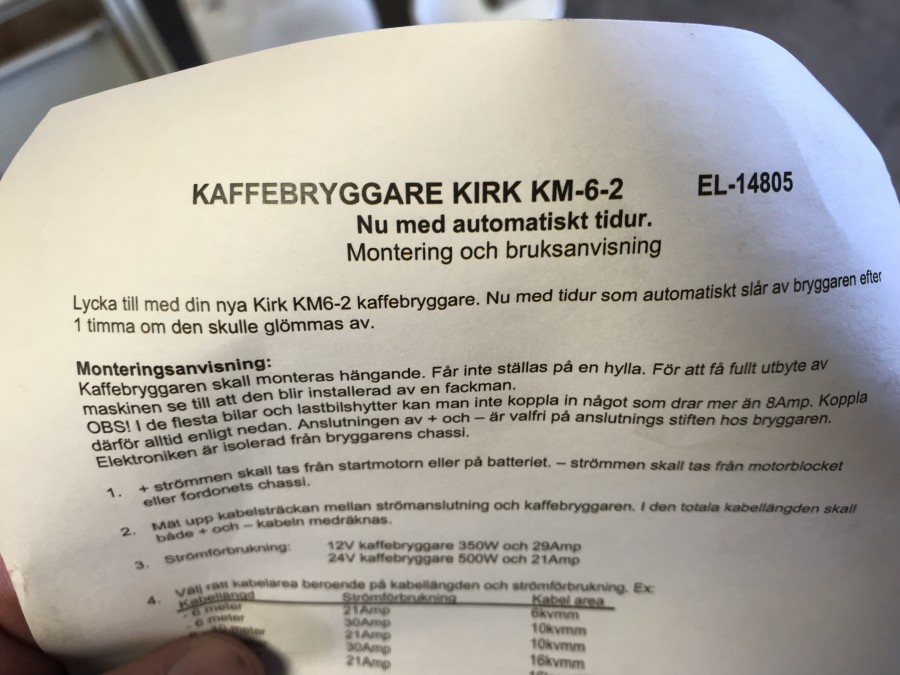 KAFFEBRYGGARE KIRK KM-6-2 EL-14805
Nu med automatiskt tidur.
Montering och bruksanvisning
Lycka till med din nya Kirk KM6-2 kaffebryggare. Nu med tidur som automatiskt slår av bryggaren efter
1 timma om den skulle glömmas av.
Monteringsanvisning:
Kaffebryggaren skall monteras hängande. Får inte ställas på en hylla. För att få fullt utbyte av
maskinen se till att den blir installerad av en fackman.
OBS! I de flesta bilar och lastbilshytter kan man inte koppla in något som drar mer än 8Amp. Koppla
därför alltid enligt nedan. Anslutningen av + och – är valfri på anslutnings stiften hos bryggaren.
Elektroniken är isolerad från bryggarens chassi.
1. + strömmen skall tas från startmotorn eller på batteriet. – strömmen skall tas från motorblocket
eller fordonets chassi.
2. Mät upp kabelsträckan mellan strömanslutning och kaffebryggaren. I den totala kabellängden skall
både + och – kabeln medräknas.
3. Strömförbrukning: 12V kaffebryggare 350W och 29Amp
24V kaffebryggare 500W och 21Amp
4. Välj rätt kabelarea beroende på kabellängden och strömförbrukning. Ex:
Kabellängd Strömförbrukning Kabel area
- 6 meter 21Amp 6kvmm
- 6 meter 30Amp 10kvmm
meter 21Amp 10kvmm
30Amp 16kvmm
21Amp